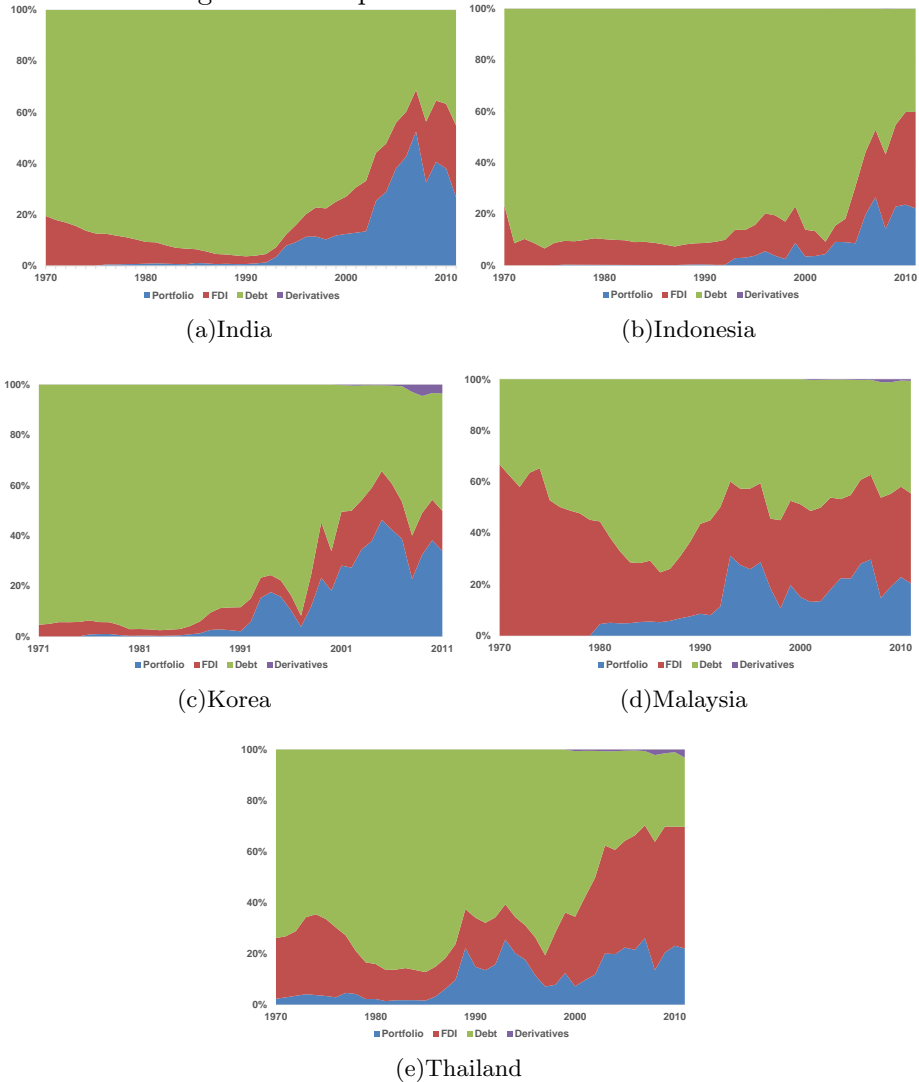 100% 100%
80% 80%
60% 60%
40% 40%
20% 20%
0% 0%
1970 1980 1990 2000 2010 1970 1980 1990 2000 2010
Portfolio FDI Debt Derivatives Portfolio FDI Debt Derivatives
(a)India (b)Indonesia
100% 100%
80% 80%
60% 60%
40% 40%
20% 20%
0% 0%
1971 1981 1991 2001 2011 1970 1980 1990 2000 2010
Portfolio FDI Debt Derivatives Portfolio FDI Debt Derivatives
(c)Korea (d)Malaysia
100%
80%
60%
40%
20%
0%
1970 1980 1990 2000 2010
Portfolio FDI Debt Derivatives
(e)Thailand